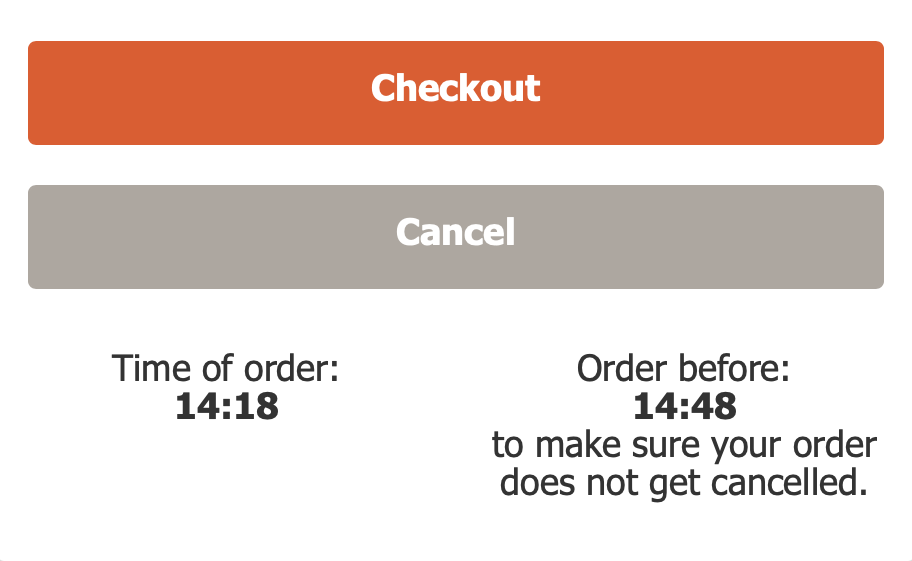 Checkout
Cancel
Time of order:
14:18
Order before:
14:48
to make sure your order
does not get cancelled.